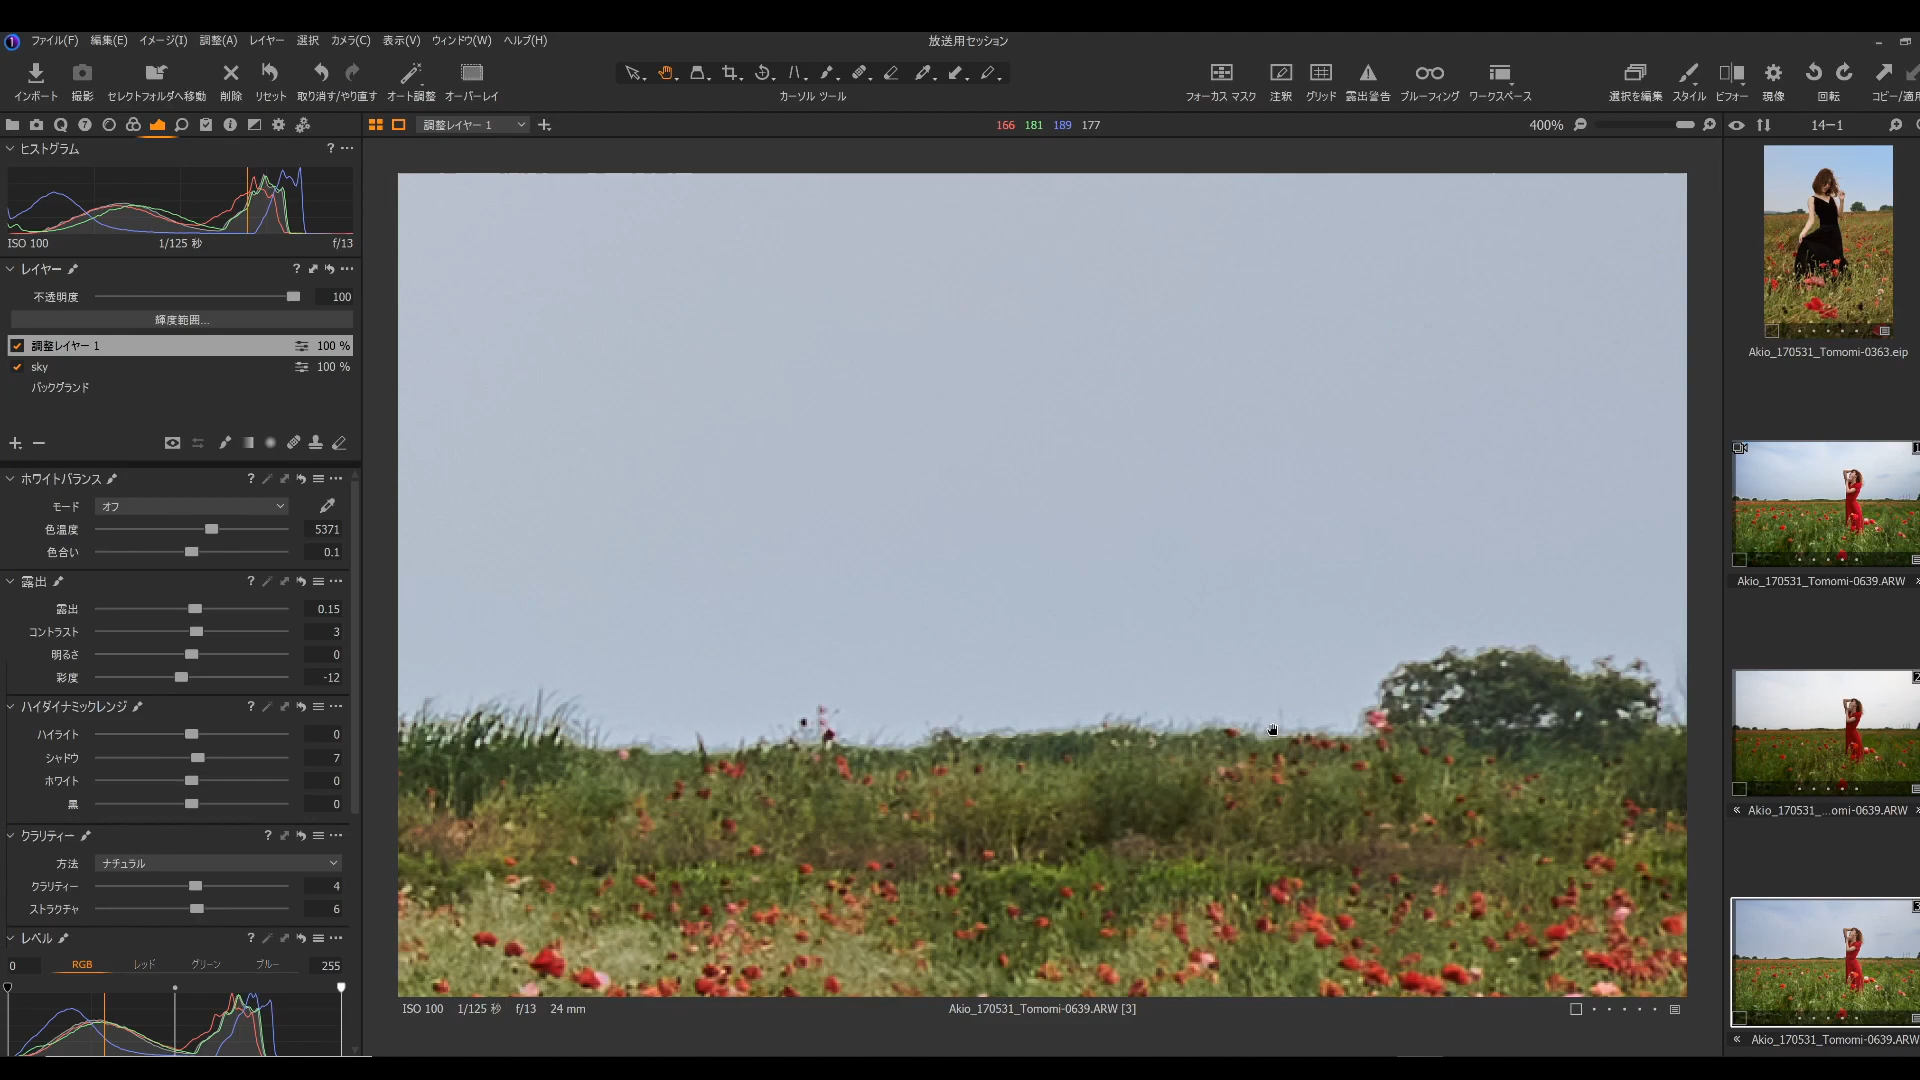 ファイル(F) 編集(E) イメージ(I) 調整(A) レイヤー 選択 カメラ(C) 表示(V) ウィンドウ(W) ヘルプ(H)
放送用セッション
インポート 撮影 セレクトフォルダへ移動 削除 リセット 取り消す/やり直す オート調整 オーバーレイ
カーソル ツール
フォーカス マスク 注釈 グリッド 露出警告 プルーフィング ワークスペース
選択を編集 スタイル ビフォー 現像 回転 コピー/適用
調整レイヤー 1
166 181 189 177
400%
14−1
ヒストグラム
ISO 100 1/125 秒 f/13
レイヤー
不透明度 100
輝度範囲...
調整レイヤー 1 100 %
sky 100 %
バックグランド
ホワイトバランス
モード オフ
色温度 5371
色合い 0.1
露出
露出 0.15
コントラスト 3
明るさ 0
彩度 -12
ハイダイナミックレンジ
ハイライト 0
シャドウ 7
ホワイト 0
黒 0
クラリティー
方法 ナチュラル
クラリティー 4
ストラクチャ 6
レベル
0 RGB レッド グリーン ブルー 255
ISO 100 1/125 秒 f/13 24 mm
Akio_170531_Tomomi-0639.ARW [3]
Akio_170531_Tomomi-0363.eip
Akio_170531_Tomomi-0639.ARW
2
Akio_170531_...omi-0639.ARW
3
Akio_170531_Tomomi-0639.ARW